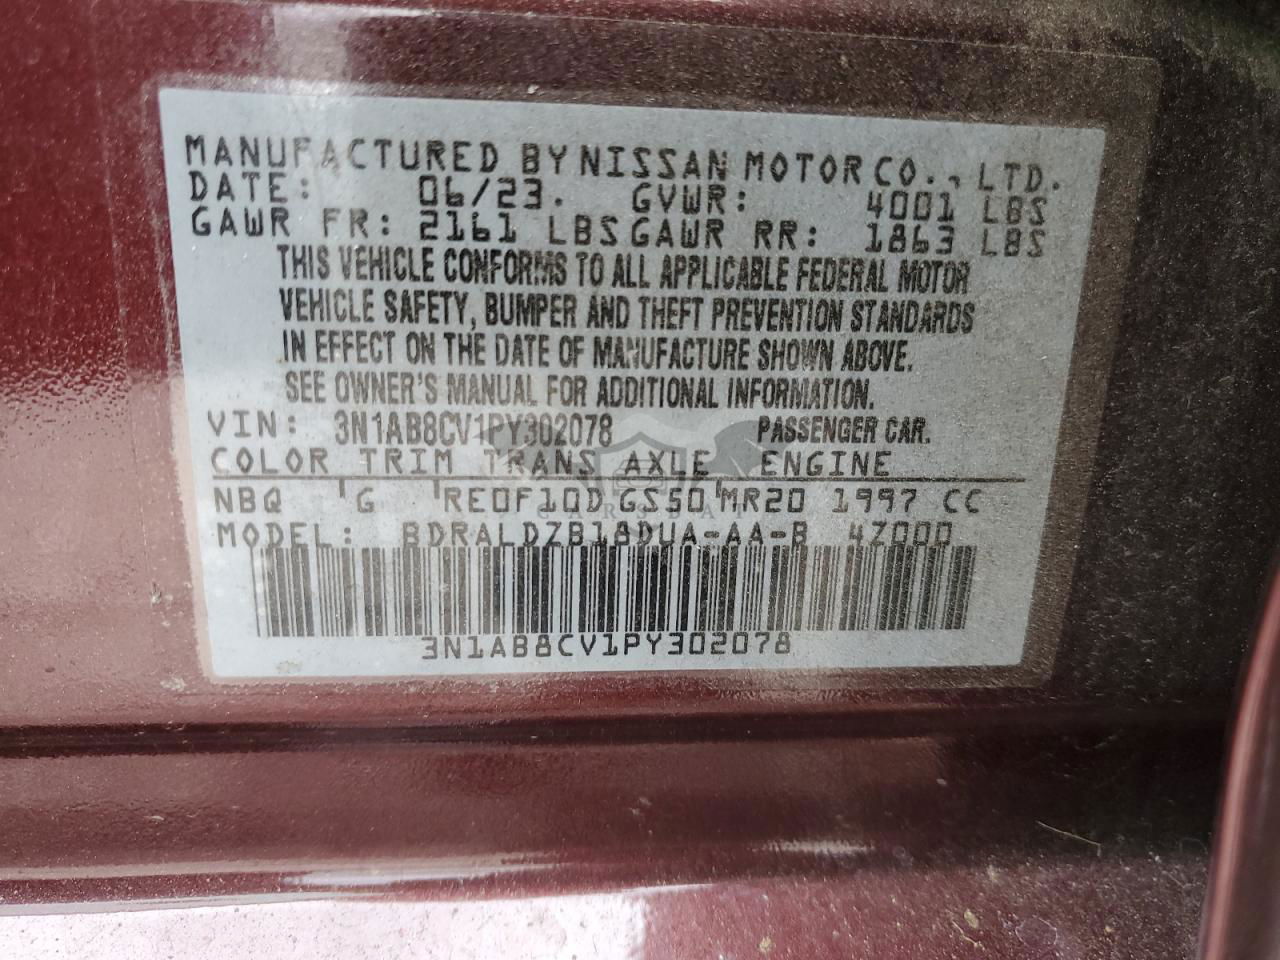 MANUFACTURED BY NISSAN MOTOR CO., LTD.
DATE: 06/23. GVWR: 4001 LBS
GAWR FR: 2161 LBS GAWR RR: 1863 LBS
THIS VEHICLE CONFORMS TO ALL APPLICABLE FEDERAL MOTOR
VEHICLE SAFETY, BUMPER AND THEFT PREVENTION STANDARDS
IN EFFECT ON THE DATE OF MANUFACTURE SHOWN ABOVE.
SEE OWNER'S MANUAL FOR ADDITIONAL INFORMATION.
VIN: 3N1AB8CV1PY302078 PASSENGER CAR.
COLOR TRIM TRANS AXLE ENGINE
NBQ G RE0F10D GS50 MR20 1997 CC
MODEL: BDRALDZB18DUA-AA-B 4Z000
3N1AB8CV1PY302078